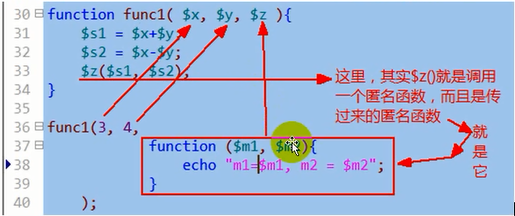 30 function func1( $x, $y, $z ){
31 $s1 = $x+$y;
32 $s2 = $x-$y;
33 $z($s1, $s2),
34 }
35
36 func1(3, 4,
37 function ($m1, $m2){
38 echo "m1=$m1, m2 = $m2";
39 }
40 );
这里，其实$z()就是调用
一个匿名函数，而且是传
过来的匿名函数
就
是
它